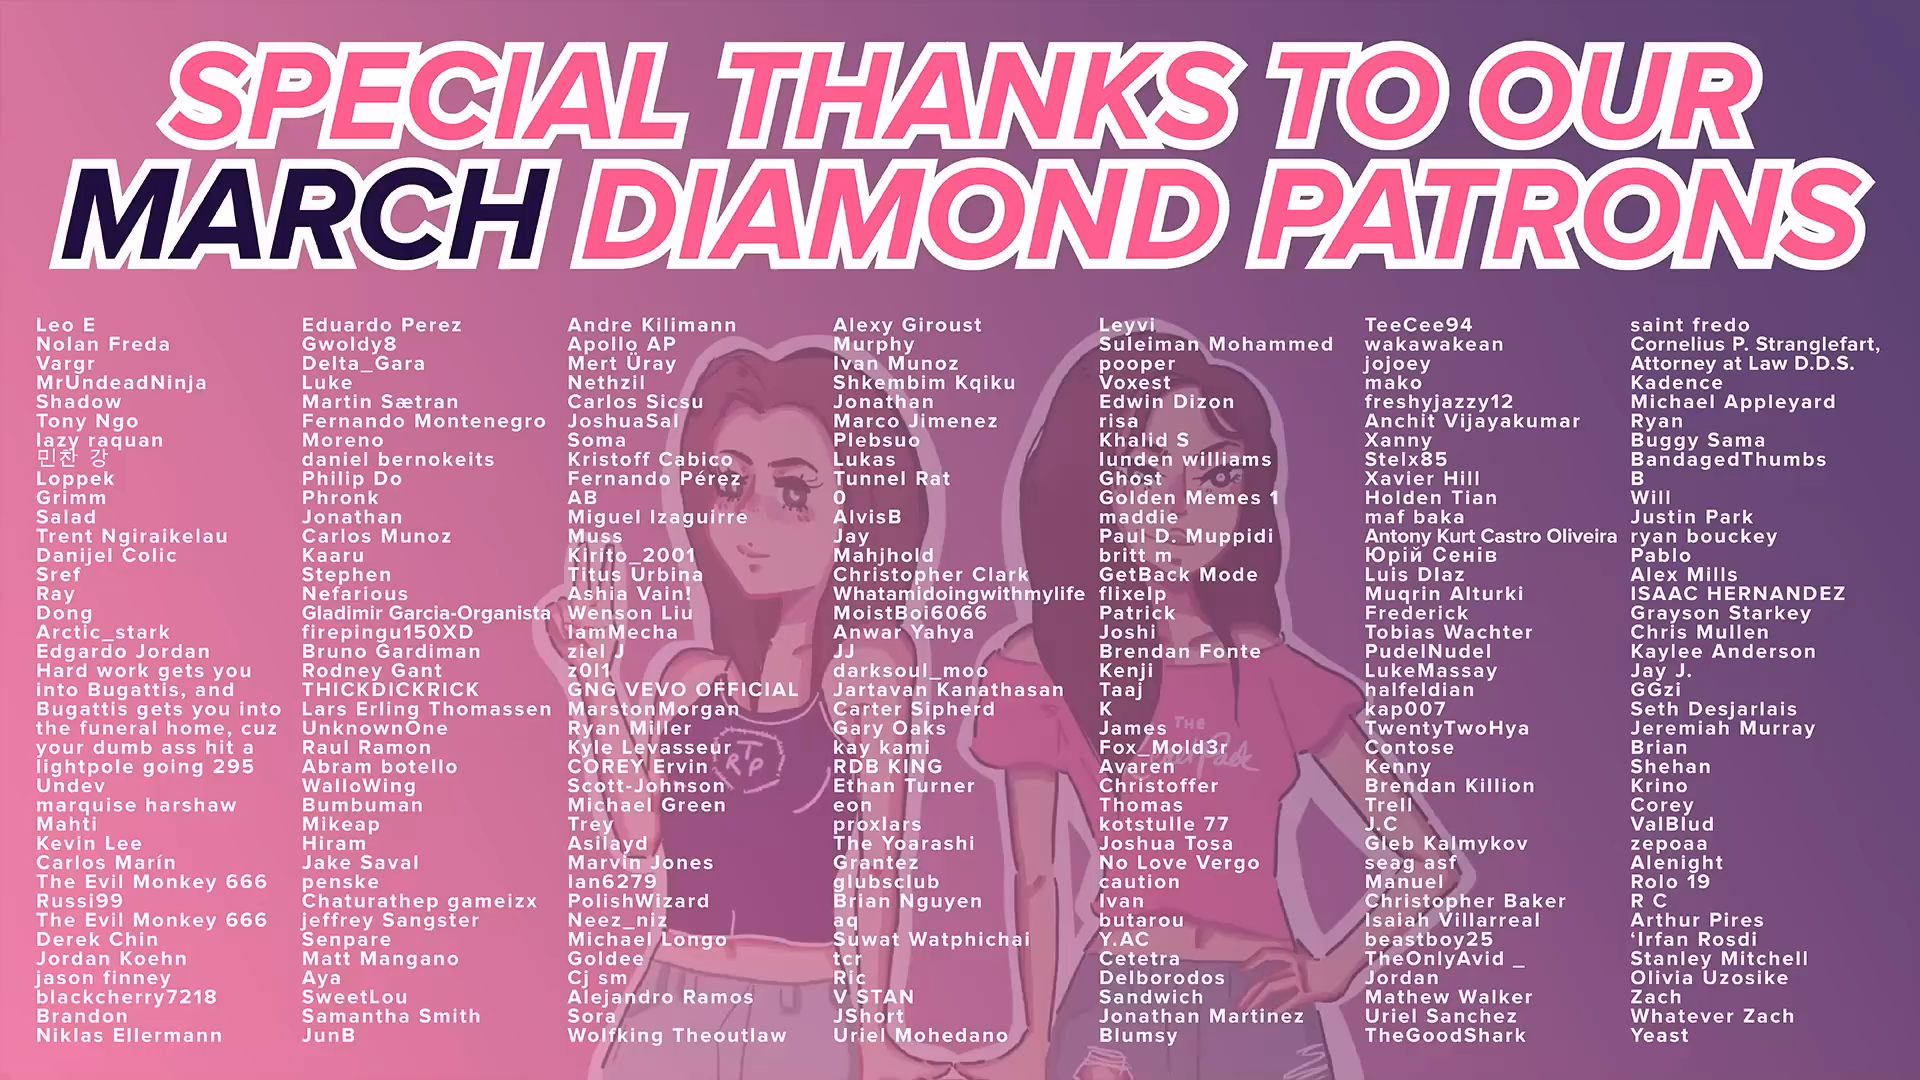 SPECIAL THANKS TO OUR
MARCH DIAMOND PATRONS
Leo E
Nolan Freda
Vargr
MrUndeadNinja
Shadow
Tony Ngo
lazy raquan
민찬 강
Loppek
Grimm
Salad
Trent Ngiraikelau
Danijel Colic
Sref
Ray
Dong
Arctic_stark
Edgardo Jordan
Hard work gets you
into Bugattis, and
Bugattis gets you into
the funeral home, cuz
your dumb ass hit a
lightpole going 295
Undev
marquise harshaw
Mahti
Kevin Lee
Carlos Marín
The Evil Monkey 666
Russi99
The Evil Monkey 666
Derek Chin
Jordan Koehn
jason finney
blackcherry7218
Brandon
Niklas Ellermann
Eduardo Perez
Gwoldy8
Delta_Gara
Luke
Martin Sætran
Fernando Montenegro
Moreno
daniel bernokeits
Philip Do
Phronk
Jonathan
Carlos Munoz
Kaaru
Stephen
Nefarious
Gladimir Garcia-Organista
firepingu150XD
Bruno Gardiman
Rodney Gant
THICKDICKRICK
Lars Erling Thomassen
UnknownOne
Raul Ramon
Abram botello
WalloWing
Bumbuman
Mikeap
Hiram
Jake Saval
penske
Chaturathep gameizx
jeffrey Sangster
Senpare
Matt Mangano
Aya
SweetLou
Samantha Smith
JunB
Andre Kilimann
Apollo AP
Mert Üray
Nethzil
Carlos Sicsu
JoshuaSal
Soma
Kristoff Cabico
Fernando Pérez
AB
Miguel Izaguirre
Muss
Kirito_2001
Titus Urbina
Ashia Vain!
Wenson Liu
IamMecha
ziel J
z0l1
GNG VEVO OFFICIAL
MarstonMorgan
Ryan Miller
Kyle Levasseur
COREY Ervin
Scott-Johnson
Michael Green
Trey
Asilayd
Marvin Jones
Ian6279
PolishWizard
Neez_niz
Michael Longo
Goldee
Cj sm
Alejandro Ramos
Sora
Wolfking Theoutlaw
Alexy Giroust
Murphy
Ivan Munoz
Shkembim Kqiku
Jonathan
Marco Jimenez
Plebsuo
Lukas
Tunnel Rat
0
AlvisB
Jay
Mahjhold
Christopher Clark
Whatamidoingwithmylife
MoistBoi6066
Anwar Yahya
JJ
darksoul_moo
Jartavan Kanathasan
Carter Sipherd
Gary Oaks
kay kami
RDB KING
Ethan Turner
eon
proxlars
The Yoarashi
Grantez
glubsclub
Brian Nguyen
aq
Suwat Watphichai
tcr
Ric
V STAN
JShort
Uriel Mohedano
Leyvi
Suleiman Mohammed
pooper
Voxest
Edwin Dizon
risa
Khalid S
lunden williams
Ghost
Golden Memes 1
maddie
Paul D. Muppidi
britt m
GetBack Mode
flixelp
Patrick
Joshi
Brendan Fonte
Kenji
Taaj
K
James
Fox_Mold3r
Avaren
Christoffer
Thomas
kotstulle 77
Joshua Tosa
No Love Vergo
caution
Ivan
butarou
Y.AC
Cetetra
Delborodos
Sandwich
Jonathan Martinez
Blumsy
TeeCee94
wakawakean
jojoey
mako
freshyjazzy12
Anchit Vijayakumar
Xanny
Stelx85
Xavier Hill
Holden Tian
maf baka
Antony Kurt Castro Oliveira
Юрій Сенів
Luis DIaz
Muqrin Alturki
Frederick
Tobias Wachter
PudelNudel
LukeMassay
halfeldian
kap007
TwentyTwoHya
Contose
Kenny
Brendan Killion
Trell
J.C
Gleb Kalmykov
seag asf
Manuel
Christopher Baker
Isaiah Villarreal
beastboy25
TheOnlyAvid _
Jordan
Mathew Walker
Uriel Sanchez
TheGoodShark
saint fredo
Cornelius P. Stranglefart,
Attorney at Law D.D.S.
Kadence
Michael Appleyard
Ryan
Buggy Sama
BandagedThumbs
B
Will
Justin Park
ryan bouckey
Pablo
Alex Mills
ISAAC HERNANDEZ
Grayson Starkey
Chris Mullen
Kaylee Anderson
Jay J.
GGzi
Seth Desjarlais
Jeremiah Murray
Brian
Shehan
Krino
Corey
ValBlud
zepoaa
Alenight
Rolo 19
R C
Arthur Pires
‘Irfan Rosdi
Stanley Mitchell
Olivia Uzosike
Zach
Whatever Zach
Yeast
RTP
THE